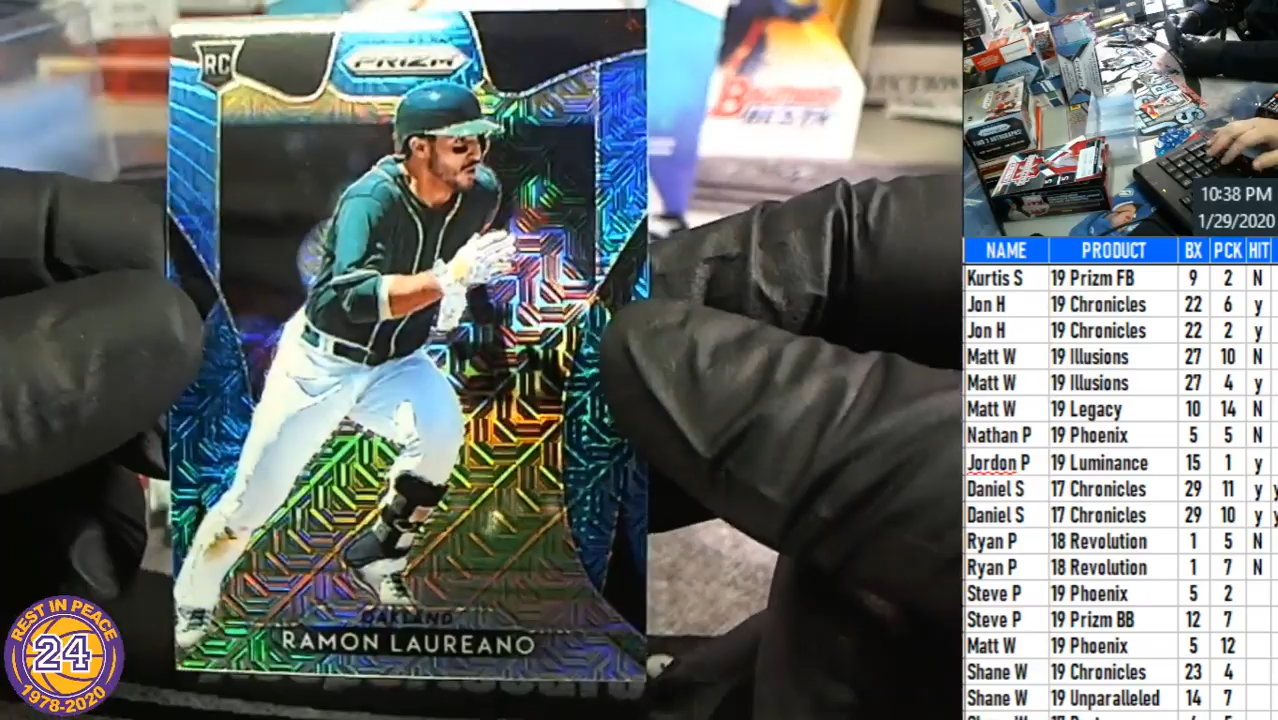 RC
PRIZM
OAKLAND
RAMON LAUREANO
BOWMAN'S
BEST
REST IN PEACE
24
1978-2020
10:38 PM
1/29/2020
NAME PRODUCT BX PCK HIT
Kurtis S 19 Prizm FB 9 2 N
Jon H 19 Chronicles 22 6 y
Jon H 19 Chronicles 22 2 y
Matt W 19 Illusions 27 10 N
Matt W 19 Illusions 27 4 y
Matt W 19 Legacy 10 14 N
Nathan P 19 Phoenix 5 5 N
Jordon P 19 Luminance 15 1 y
Daniel S 17 Chronicles 29 11 y y
Daniel S 17 Chronicles 29 10 y y
Ryan P 18 Revolution 1 5 N
Ryan P 18 Revolution 1 7 N
Steve P 19 Phoenix 5 2
Steve P 19 Prizm BB 12 7
Matt W 19 Phoenix 5 12
Shane W 19 Chronicles 23 4
Shane W 19 Unparalleled 14 7